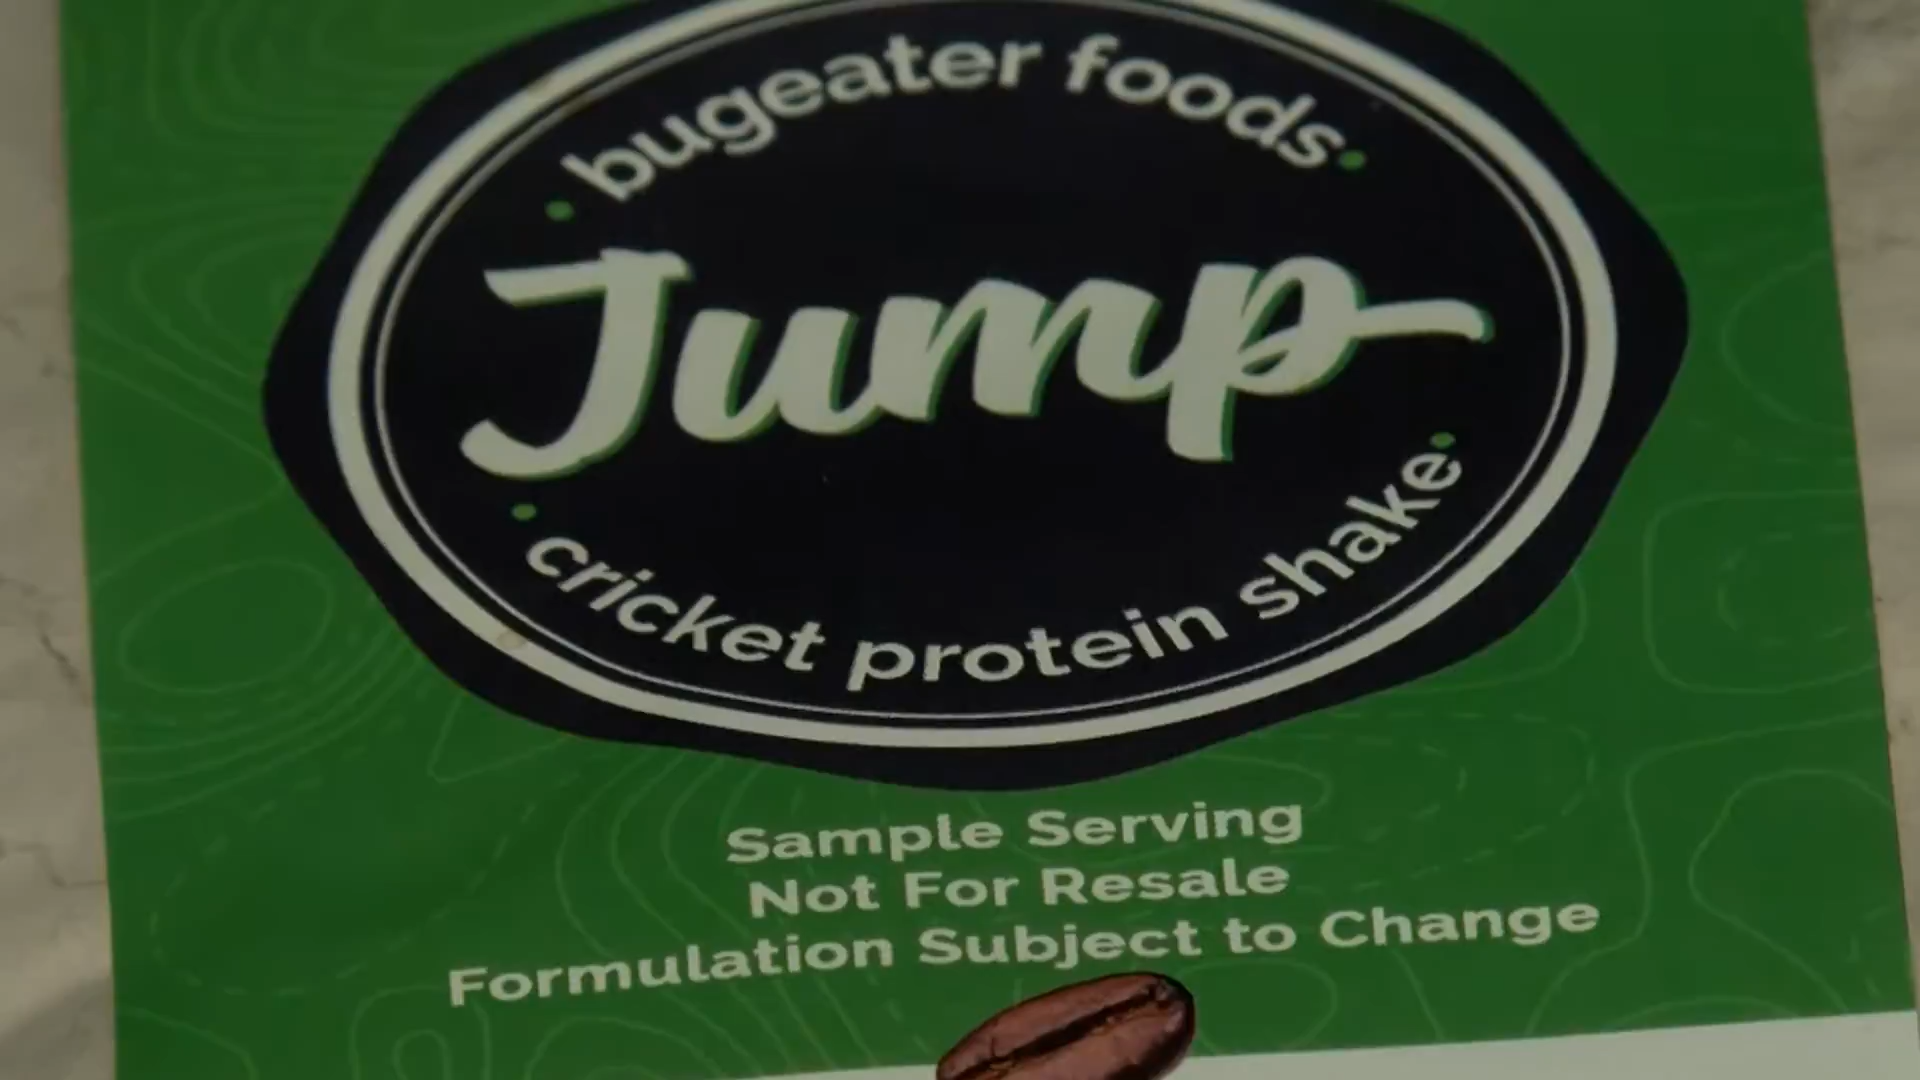 bugeater foods
Jump
cricket protein shake
Sample Serving
Not For Resale
Formulation Subject to Change